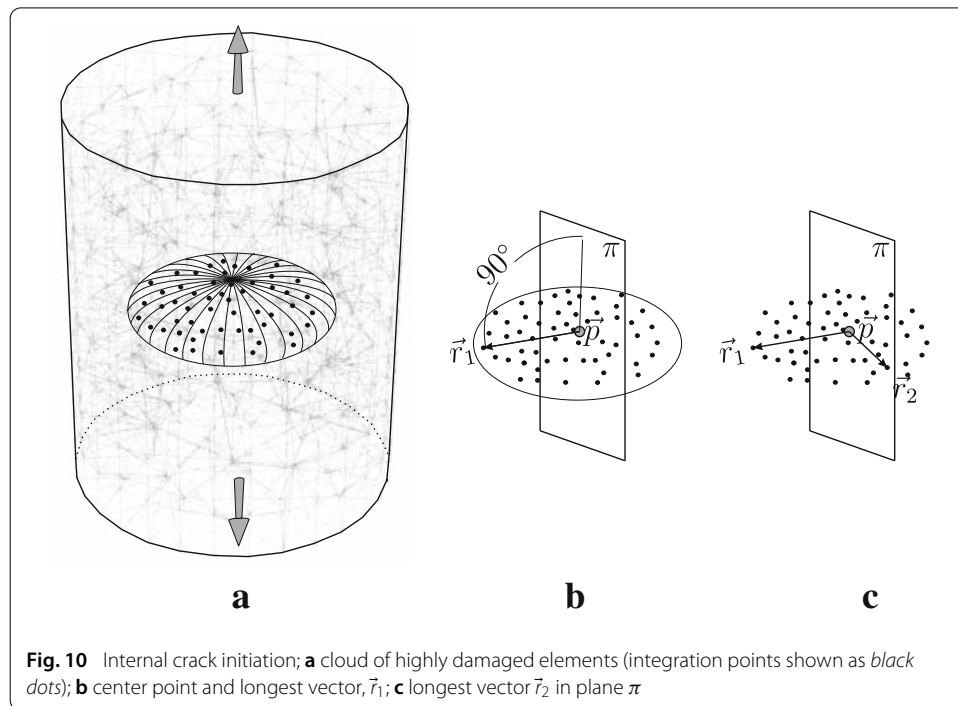 90°
π
p⃗
r⃗1
a
b
π
p⃗
r⃗1
r⃗2
c
Fig. 10 Internal crack initiation; a cloud of highly damaged elements (integration points shown as black
dots); b center point and longest vector, r⃗1; c longest vector r⃗2 in plane π